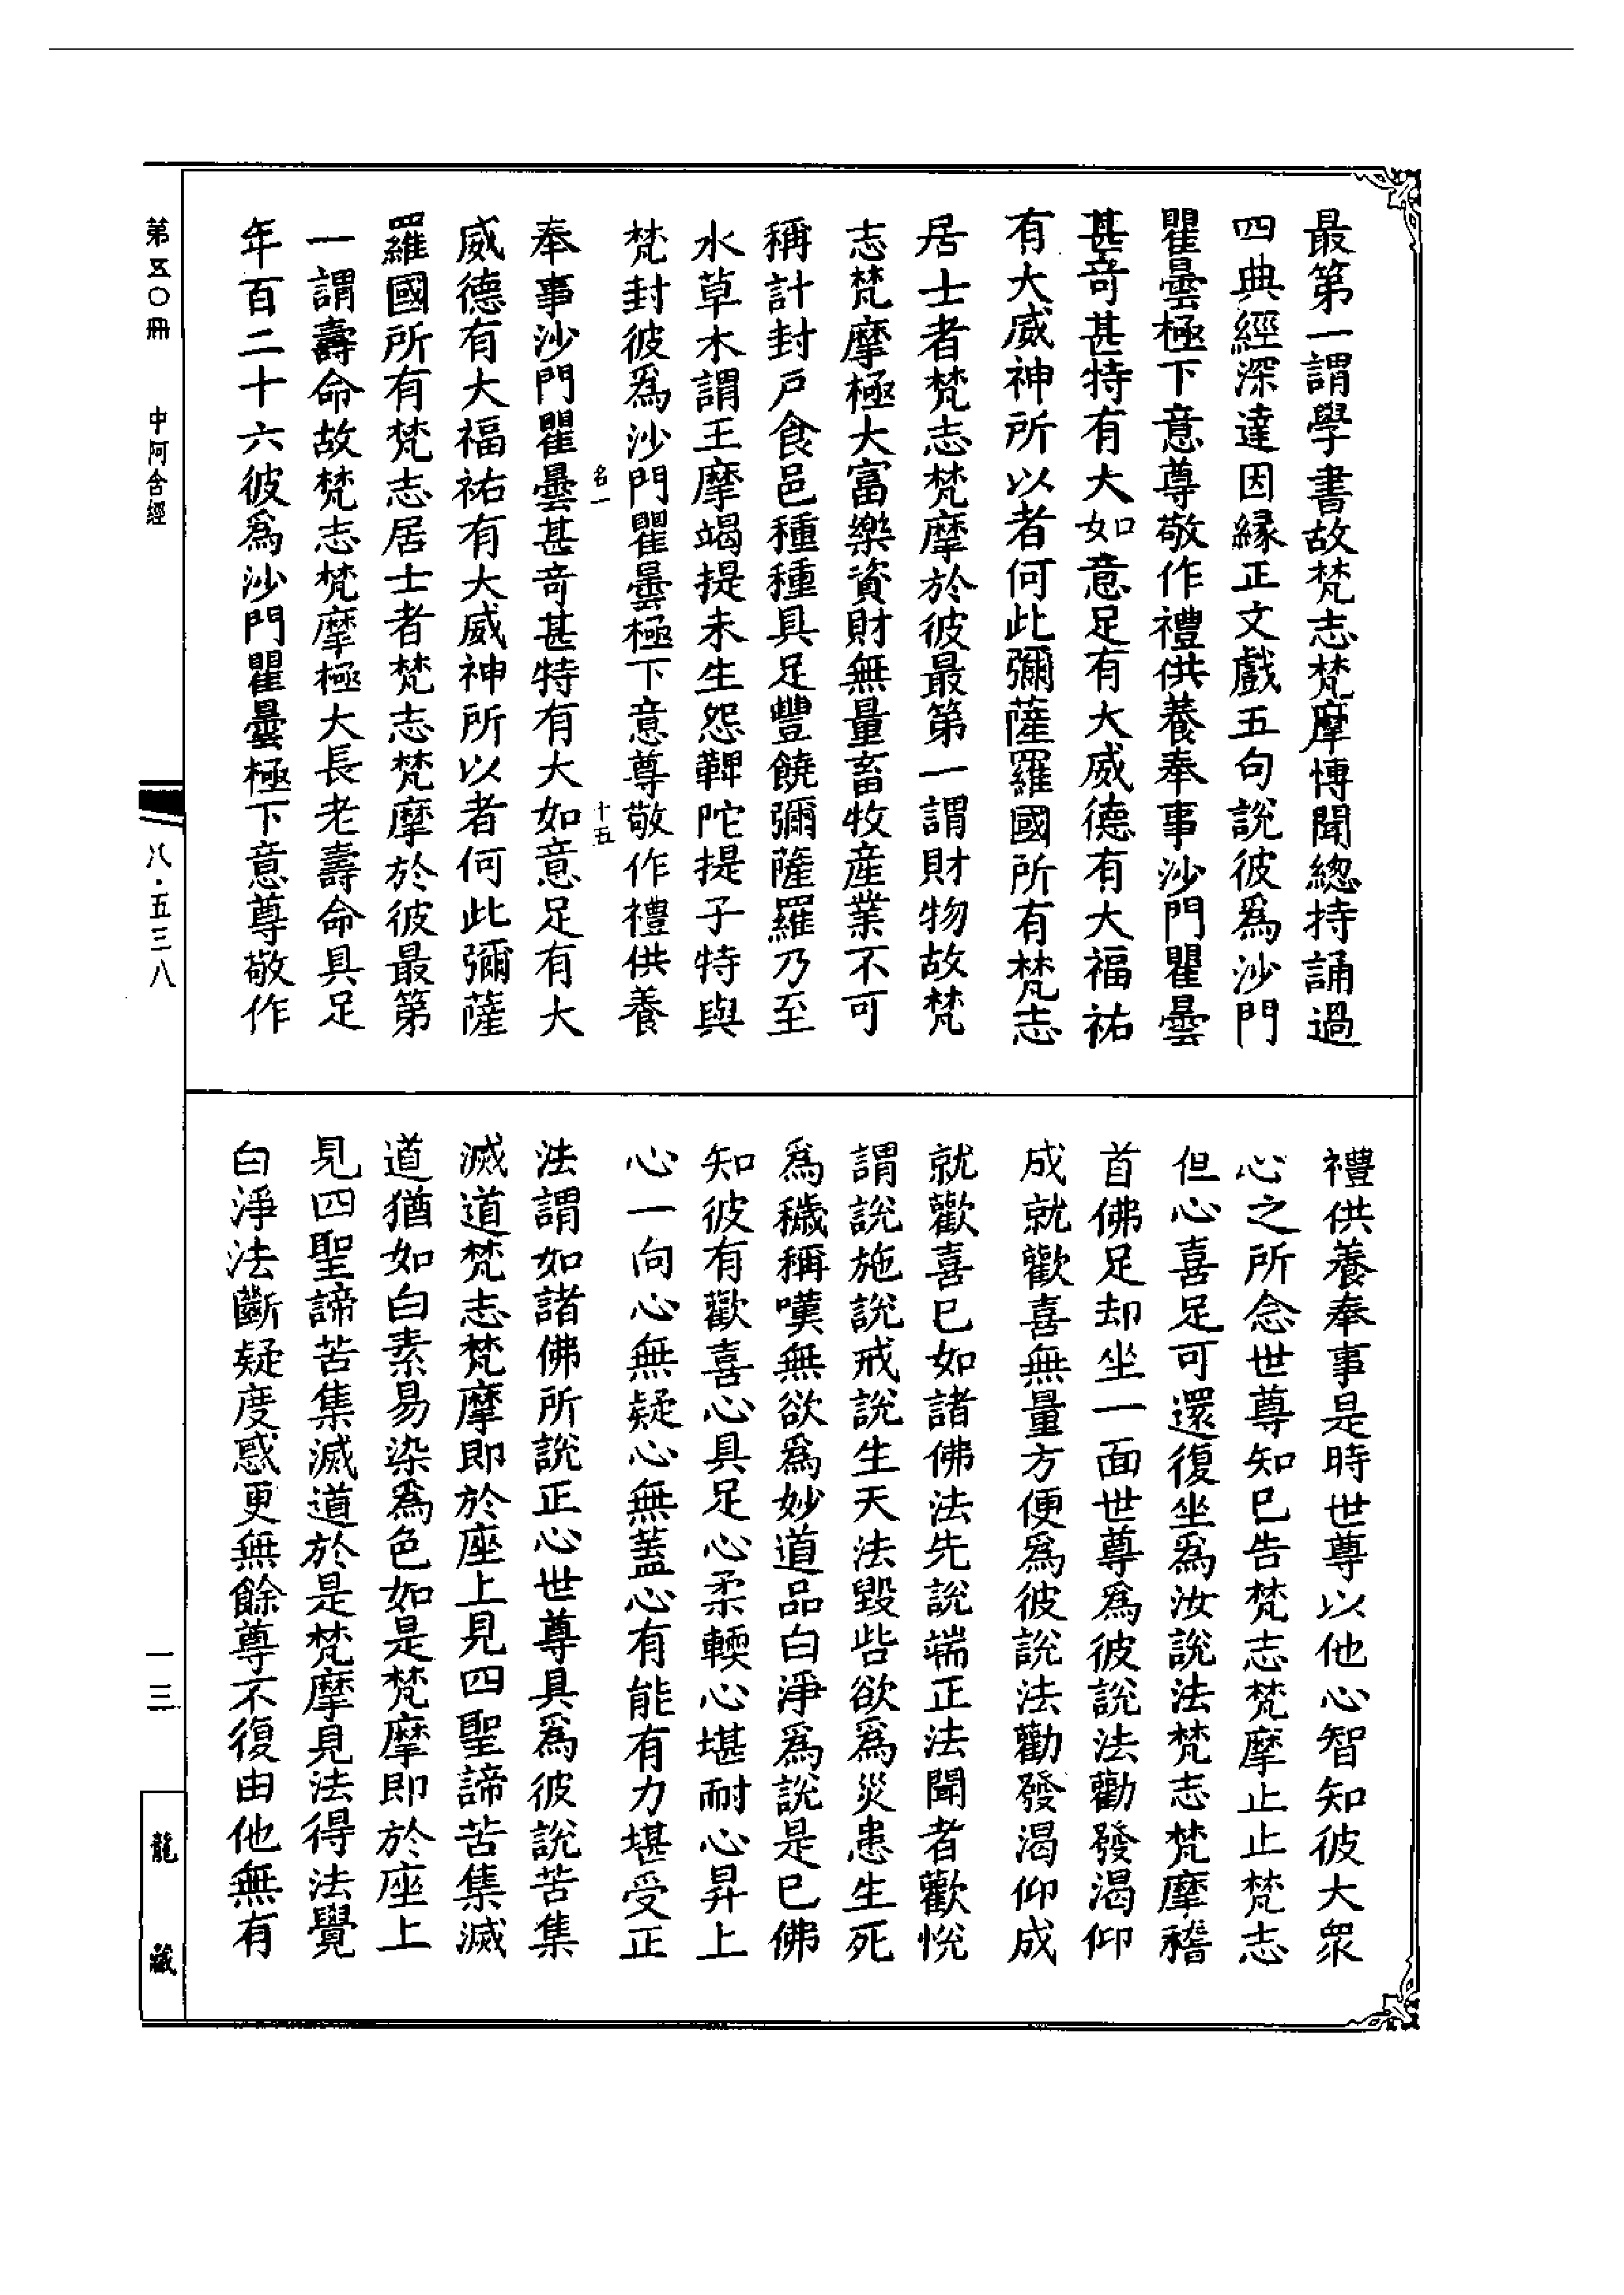 最第一謂學書故梵志梵摩博聞總持誦過
四典經深達因緣正文戲五句說彼爲沙門
瞿曇極下意尊敬作禮供養奉事沙門瞿曇
甚奇甚特有大如意足有大威德有大福祐
有大威神所以者何此彌薩羅國所有梵志
居士者梵志梵摩於彼最第一謂財物故梵
志梵摩極大富樂資財無量畜牧產業不可
稱計封戶食邑種種具足豐饒彌薩羅乃至
水草木謂王摩竭提未生怨鞞陀提子特與
梵封彼爲沙門瞿曇極下意尊敬作禮供養
名一　十五
奉事沙門瞿曇甚奇甚特有大如意足有大
威德有大福祐有大威神所以者何此彌薩
羅國所有梵志居士者梵志梵摩於彼最第
一謂壽命故梵志梵摩極大長老壽命具足
年百二十六彼爲沙門瞿曇極下意尊敬作
禮供養奉事是時世尊以他心智知彼大衆
心之所念世尊知已告梵志梵摩止止梵志
但心喜足可還復坐爲汝說法梵志梵摩稽
首佛足却坐一面世尊爲彼說法勸發渴仰
成就歡喜無量方便爲彼說法勸發渴仰成
就歡喜已如諸佛法先說端正法聞者歡悅
謂說施說戒說生天法毀呰欲爲災患生死
爲穢稱嘆無欲爲妙道品白淨爲說是已佛
知彼有歡喜心具足心柔輭心堪耐心昇上
心一向心無疑心無蓋心有能有力堪受正
法謂如諸佛所說正心世尊具爲彼說苦集
滅道梵志梵摩即於座上見四聖諦苦集滅
道猶如白素易染爲色如是梵摩即於座上
見四聖諦苦集滅道於是梵摩見法得法覺
白淨法斷疑度惑更無餘尊不復由他無有
第五〇冊　中阿含經
八·五三八
一三
龍藏